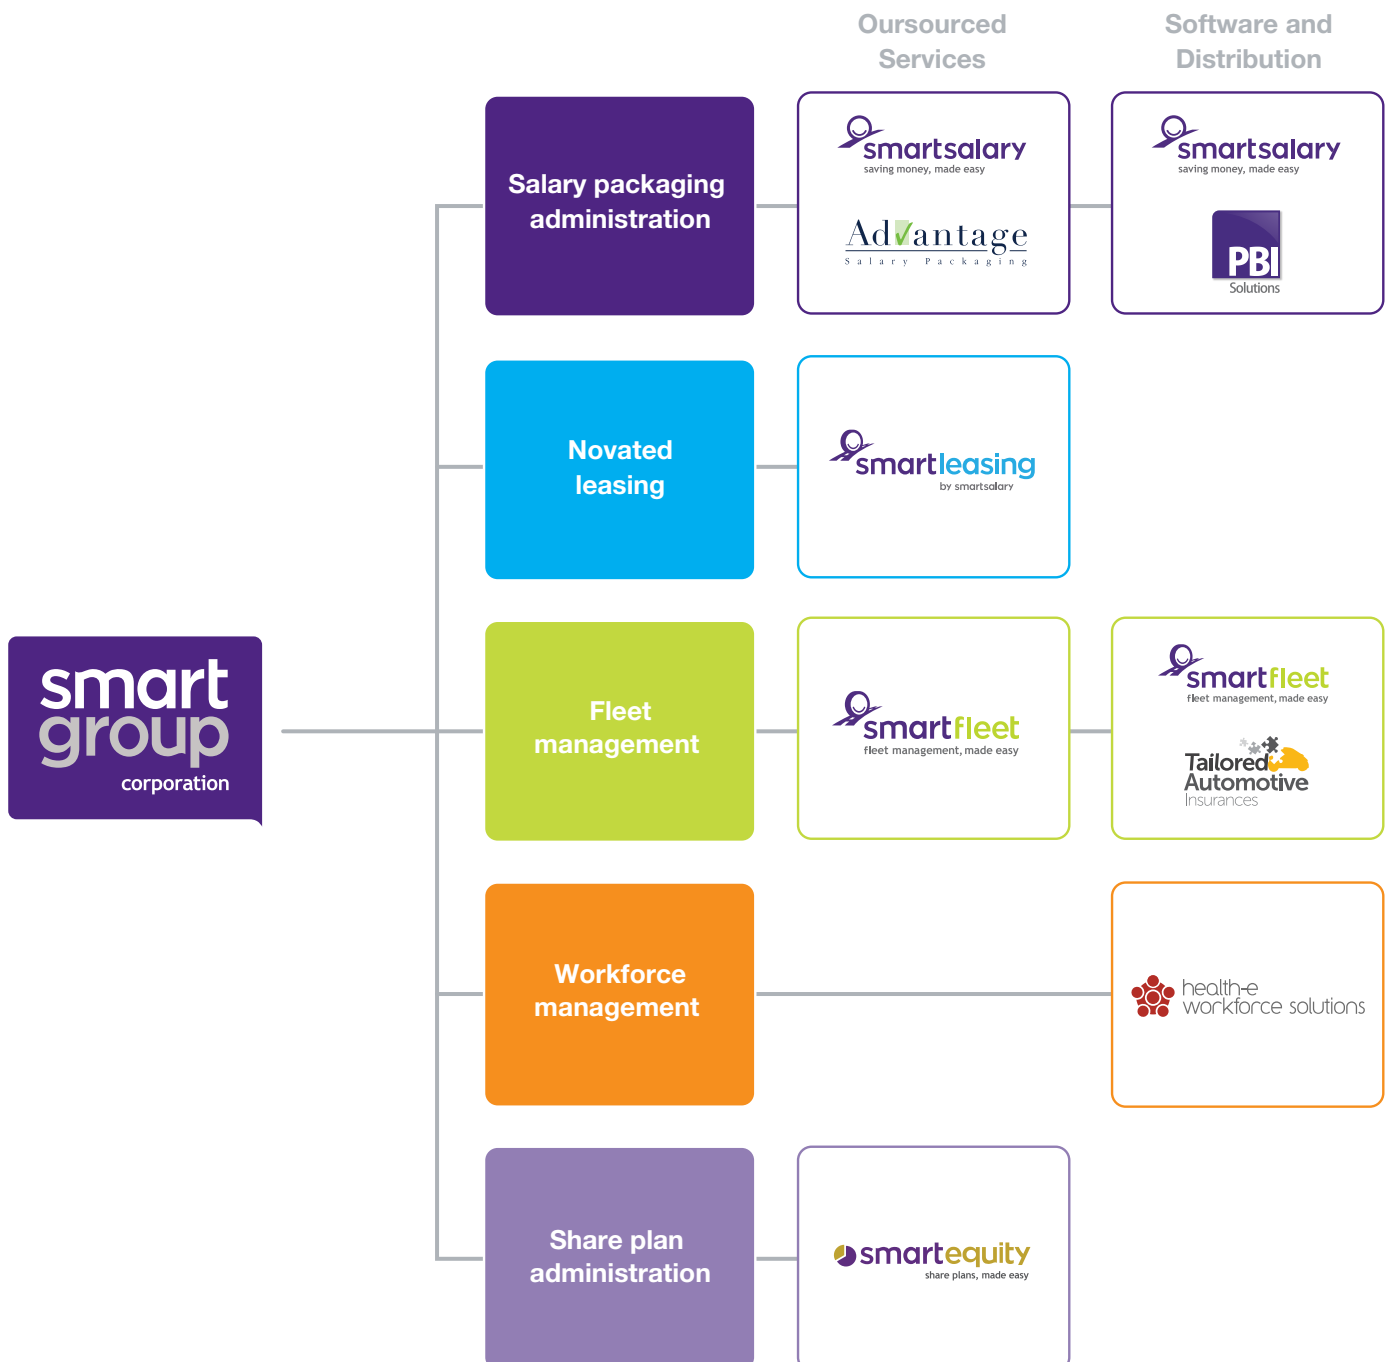 Oursourced
Services
Software and
Distribution
Salary packaging
administration
smartsalary
saving money, made easy
Advantage
Salary Packaging
smartsalary
saving money, made easy
PBI
Solutions
Novated
leasing
smartleasing
by smartsalary
smart
group
corporation
Fleet
management
smartfleet
fleet management, made easy
smartfleet
fleet management, made easy
Tailored
Automotive
Insurances
Workforce
management
health-e
workforce solutions
Share plan
administration
smartequity
share plans, made easy